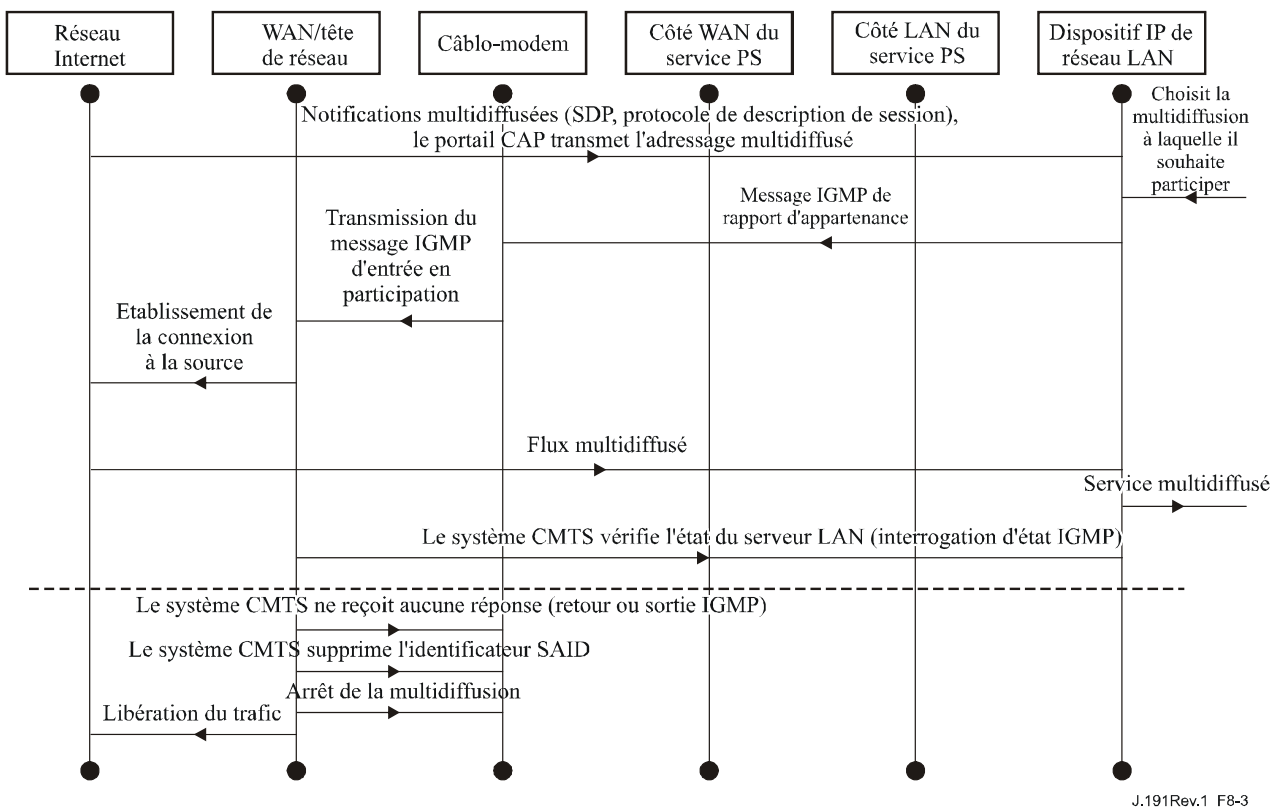 Réseau
Internet
WAN/tête
de réseau
Câblo-modem
Côté WAN du
service PS
Côté LAN du
service PS
Dispositif IP de
réseau LAN
Notifications multidiffusées (SDP, protocole de description de session),
le portail CAP transmet l'adressage multidiffusé
Choisit la
multidiffusion
à laquelle il
souhaite
participer
Message IGMP de
rapport d'appartenance
Transmission du
message IGMP
d'entrée en
participation
Etablissement de
la connexion
à la source
Flux multidiffusé
Service multidiffusé
Le système CMTS vérifie l'état du serveur LAN (interrogation d'état IGMP)
Le système CMTS ne reçoit aucune réponse (retour ou sortie IGMP)
Le système CMTS supprime l'identificateur SAID
Arrêt de la multidiffusion
Libération du trafic
J.191Rev.1_F8-3